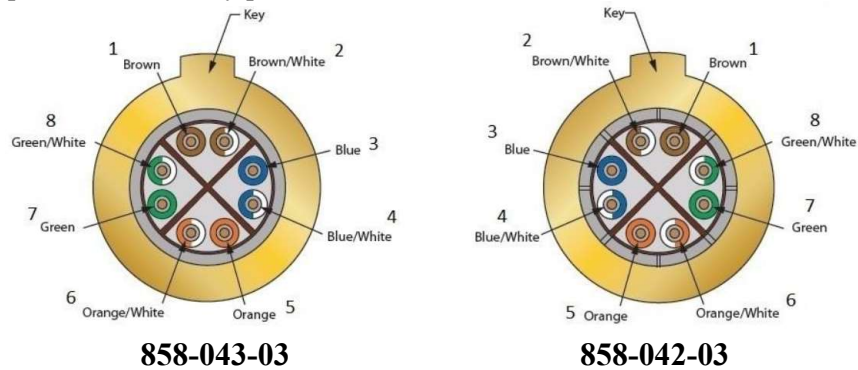 Key
1
Brown
2
Brown/White
8
Green/White
Blue 3
7
Green
4
Blue/White
6
Orange/White
Orange 5
858-043-03
Key
2
Brown/White
1
Brown
3
Blue
8
Green/White
4
Blue/White
7
Green
5 Orange
6
Orange/White
858-042-03